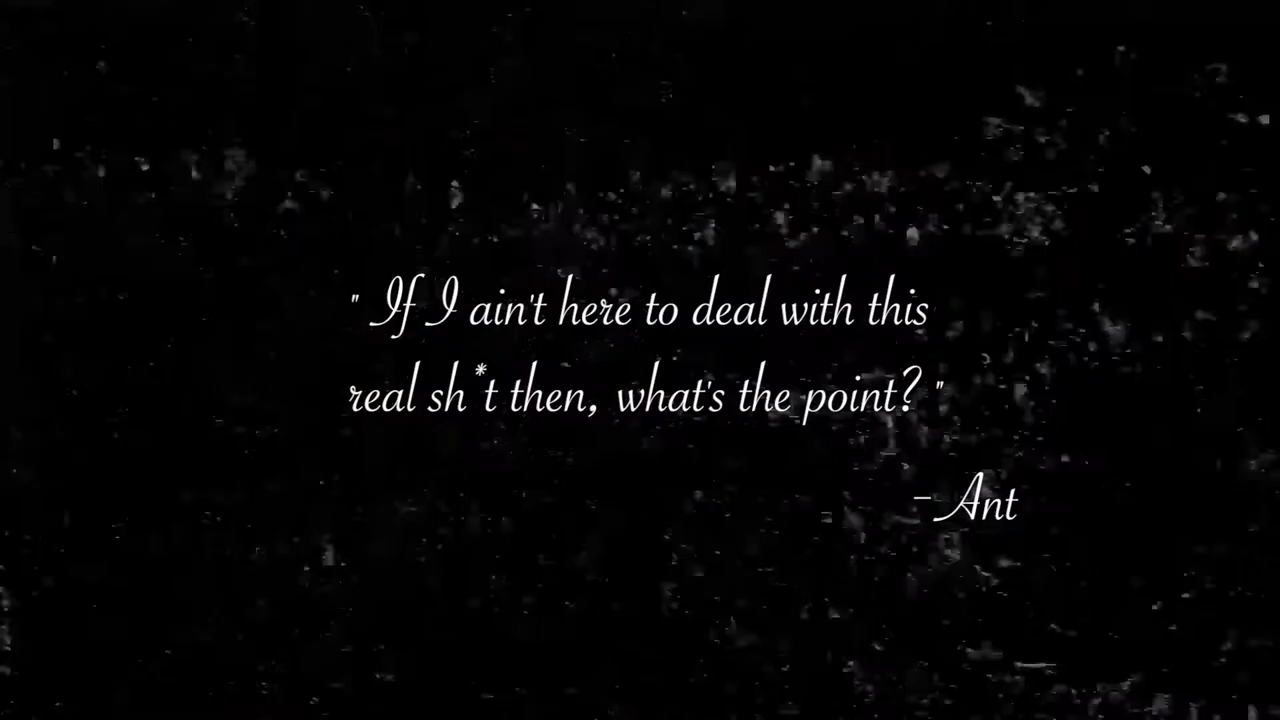 " If I ain't here to deal with this
real sh*t then, what's the point? "
- Ant